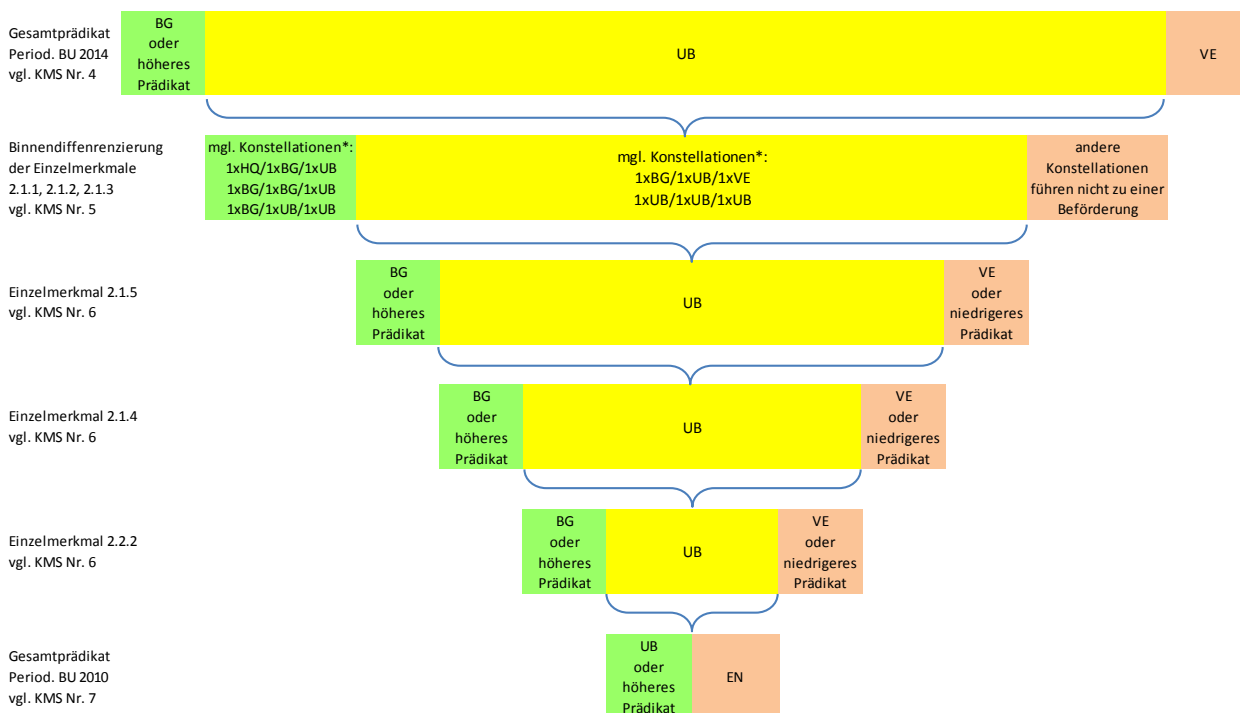 Gesamtprädikat
Period. BU 2014
vgl. KMS Nr. 4
BG
oder
höheres
Prädikat
UB
VE
Binnendiffenrenzierung
der Einzelmerkmale
2.1.1, 2.1.2, 2.1.3
vgl. KMS Nr. 5
mgl. Konstellationen*:
1xHQ/1xBG/1xUB
1xBG/1xBG/1xUB
1xBG/1xUB/1xUB
mgl. Konstellationen*:
1xBG/1xUB/1xVE
1xUB/1xUB/1xUB
andere
Konstellationen
führen nicht zu einer
Beförderung
Einzelmerkmal 2.1.5
vgl. KMS Nr. 6
BG
oder
höheres
Prädikat
UB
VE
oder
niedrigeres
Prädikat
Einzelmerkmal 2.1.4
vgl. KMS Nr. 6
BG
oder
höheres
Prädikat
UB
VE
oder
niedrigeres
Prädikat
Einzelmerkmal 2.2.2
vgl. KMS Nr. 6
BG
oder
höheres
Prädikat
UB
VE
oder
niedrigeres
Prädikat
Gesamtprädikat
Period. BU 2010
vgl. KMS Nr. 7
UB
oder
höheres
Prädikat
EN